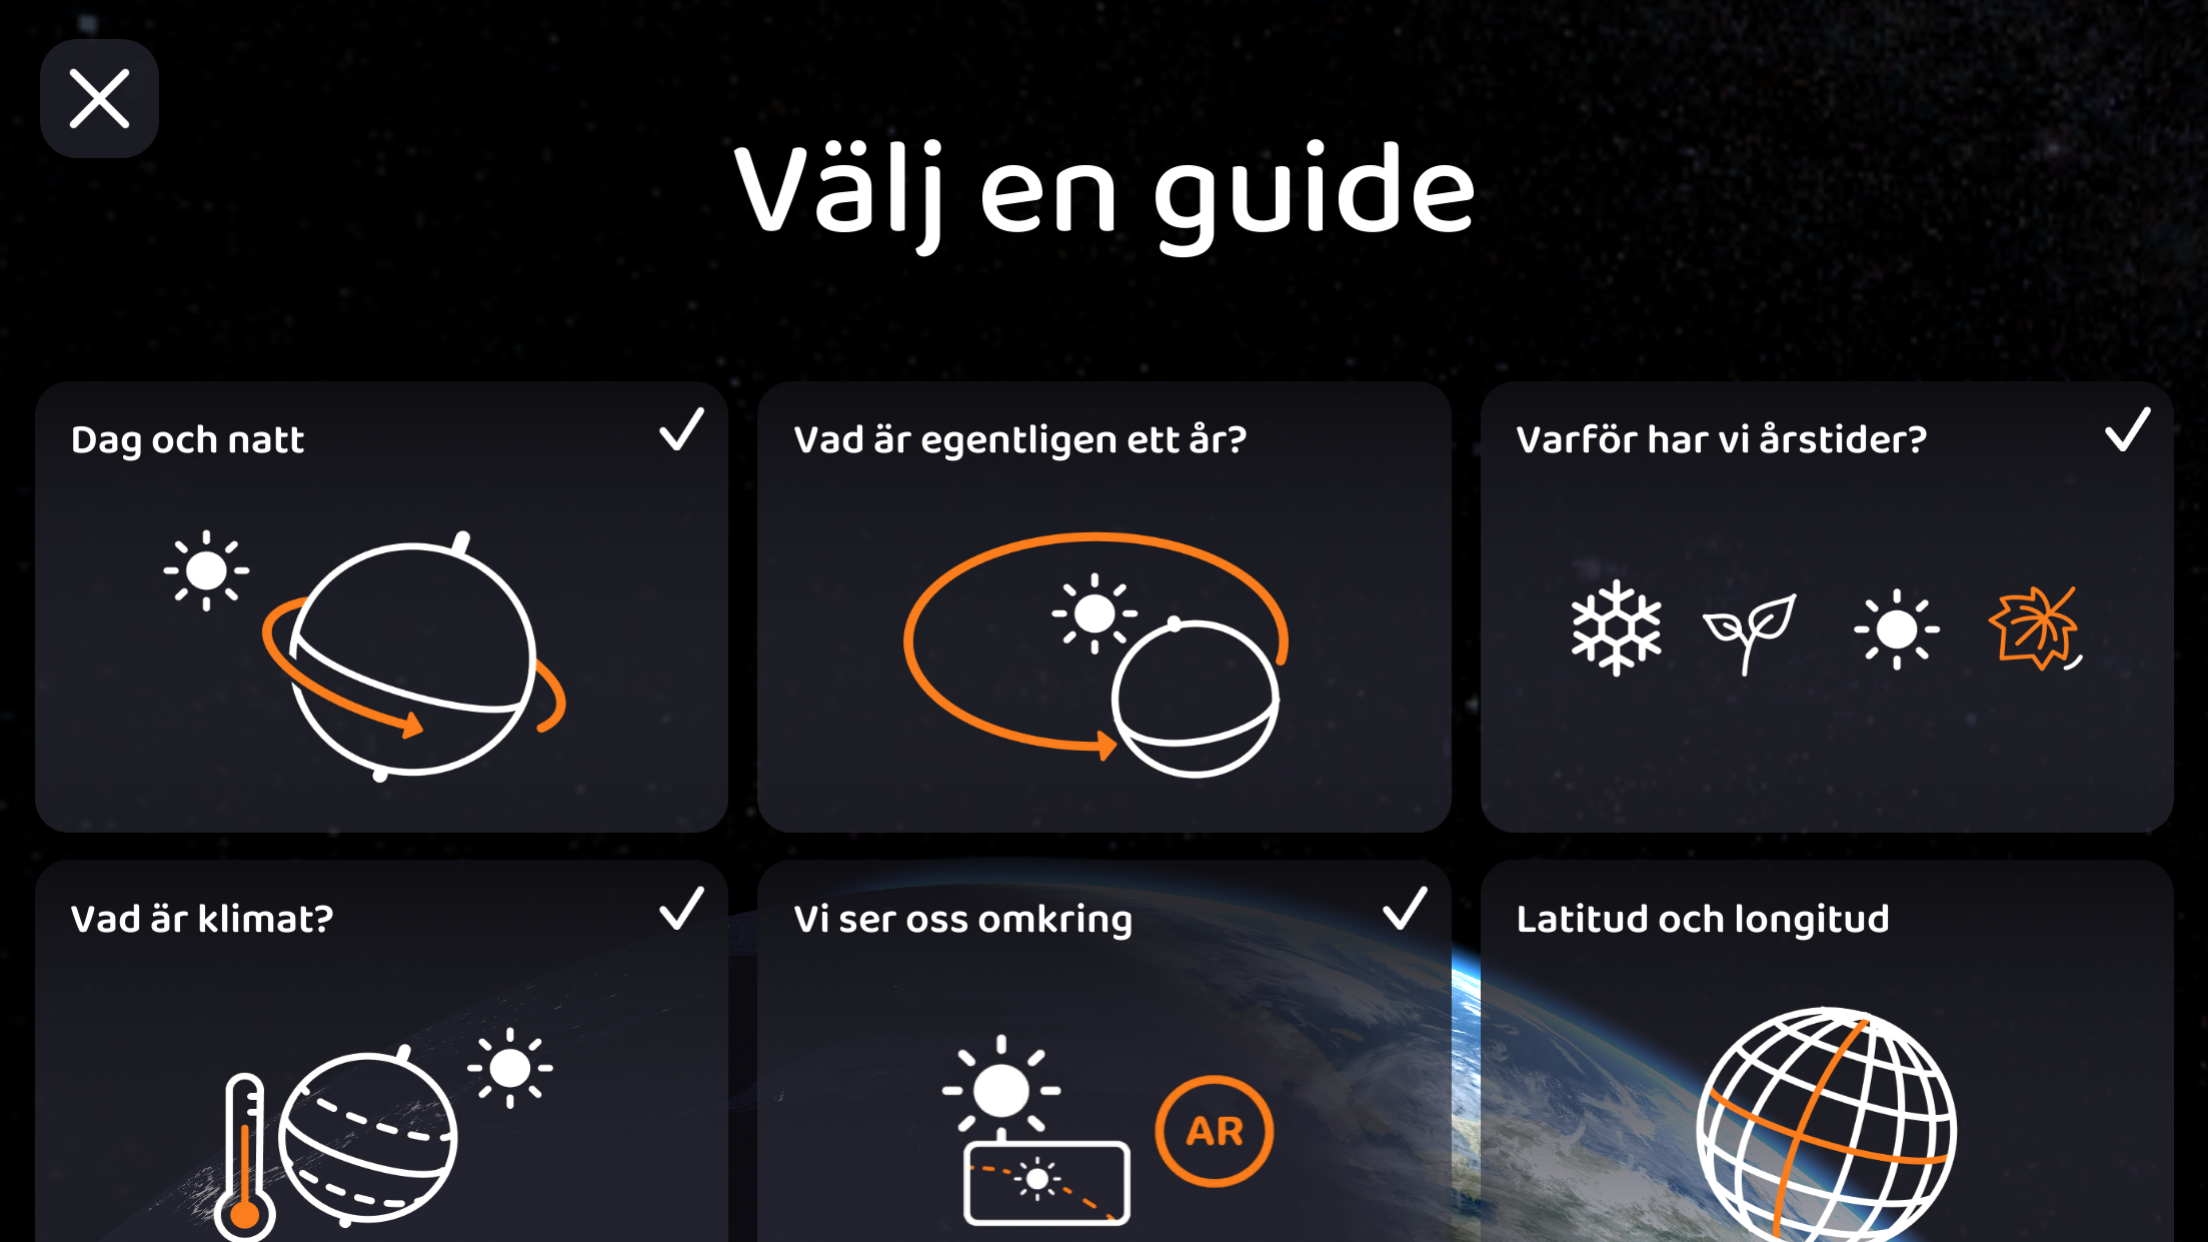 Välj en guide
Dag och natt
Vad är egentligen ett år?
Varför har vi årstider?
Vad är klimat?
Vi ser oss omkring
Latitud och longitud
AR